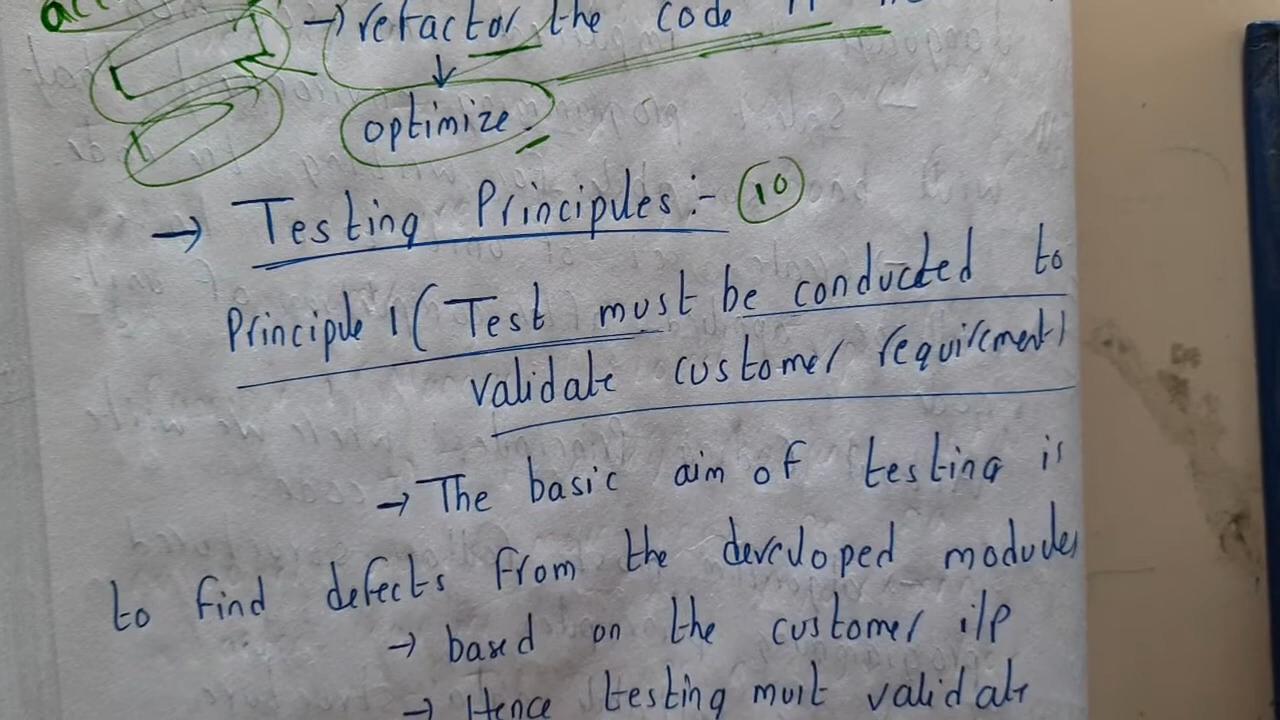 → refactor the code
↓
optimize.
→ Testing Principles:- 10
Principle 1 (Test must be conducted to
validate customer requirement)
→ The basic aim of testing is
to find defects from the developed modules
→ based on the customer i/p
→ Hence testing must validate